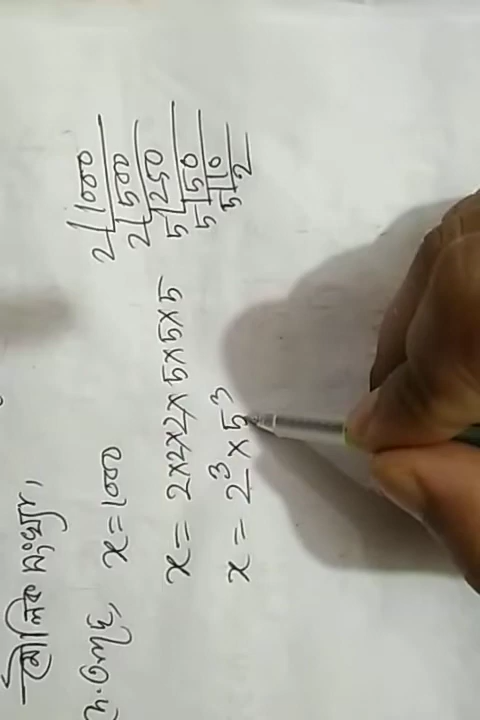 মৌলিক সংখ্যা,
x = 1000
x = 2×2×2×5×5×5
x = 2³ × 5³
2|1000
2|500
5|250
5|50
5|10
2